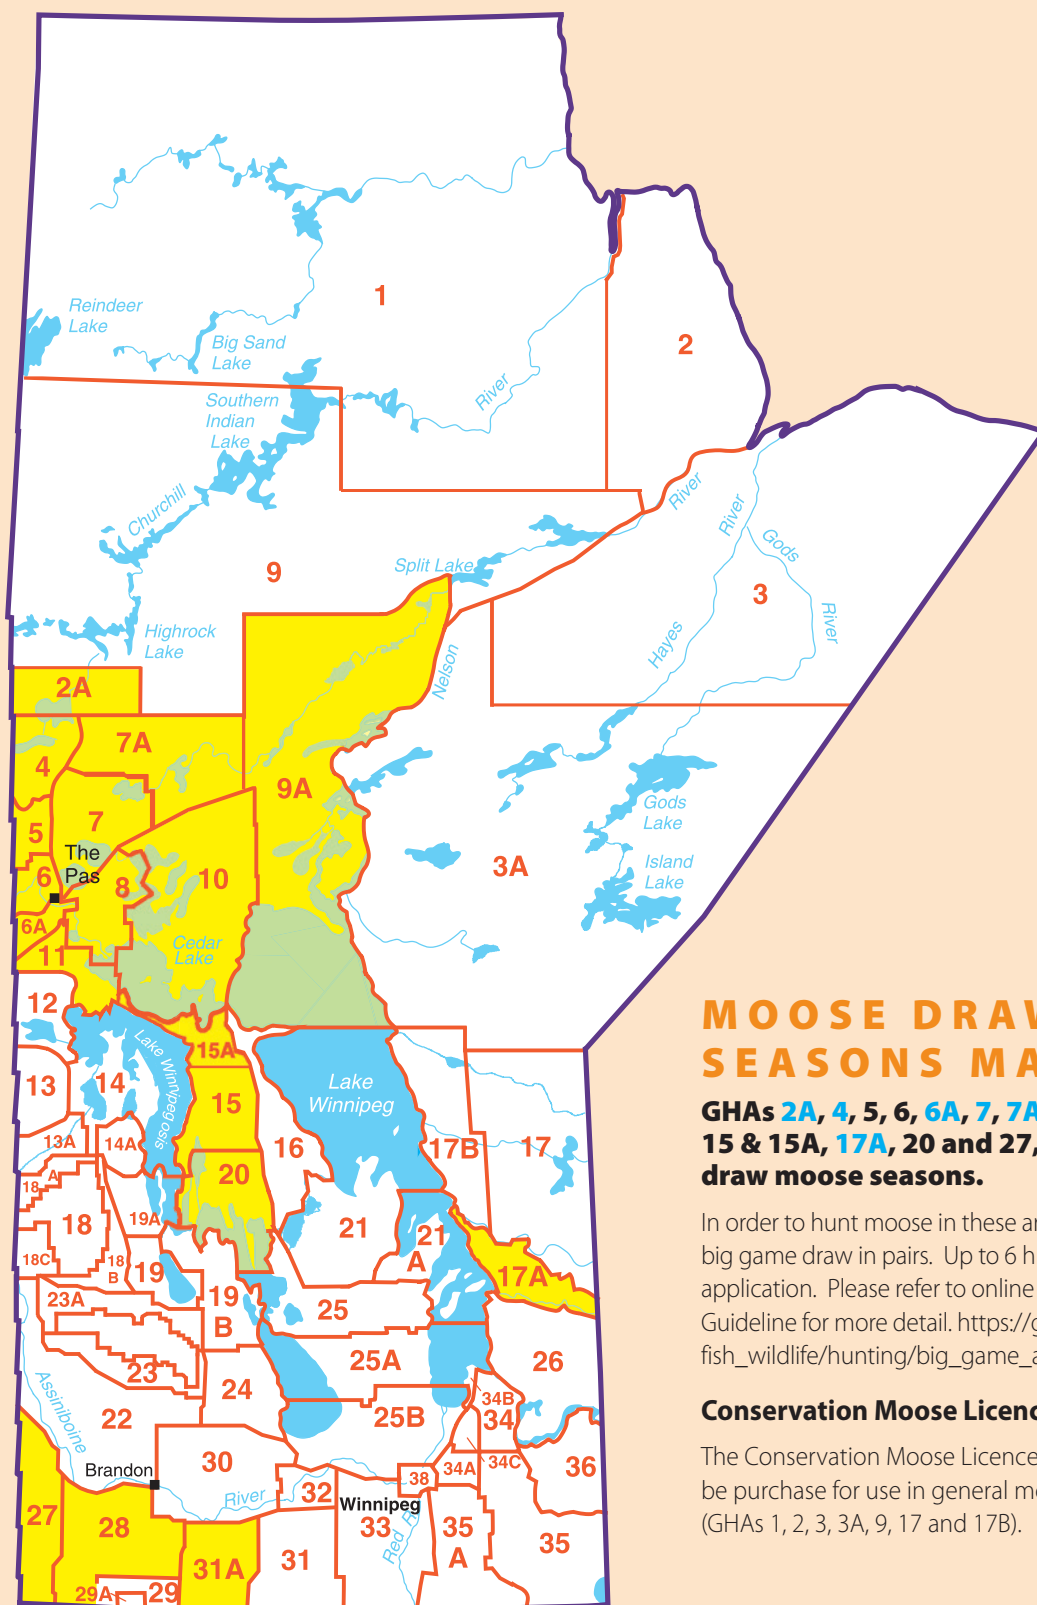 1
2
Reindeer
Lake
Big Sand
Lake
River
Southern
Indian
Lake
Churchill
River
River
Gods
River
Split Lake
9
3
Hayes
Highrock
Lake
Nelson
2A
7A
4
9A
Gods
Lake
7
5
The
Pas
6
8
10
3A
Island
Lake
6A
11
Cedar
Lake
12
15A
Lake Winnipegosis
13
14
15
Lake
Winnipeg
13A
14A
16
17B
17
18
A
20
18
19A
21
21
A
18C
18
B
19
17A
23A
19
B
25
23
25A
26
24
34B
22
25B
34
Assiniboine
Brandon
30
38
34A
34C
36
River
32
Winnipeg
27
28
33
35
A
35
Red R
31A
31
29A
29
MOOSE DRAW
SEASONS MA
GHAs 2A, 4, 5, 6, 6A, 7, 7A
15 & 15A, 17A, 20 and 27,
draw moose seasons.
In order to hunt moose in these ar
big game draw in pairs. Up to 6 h
application. Please refer to online
Guideline for more detail. https://g
fish_wildlife/hunting/big_game_a
Conservation Moose Licenc
The Conservation Moose Licence
be purchase for use in general m
(GHAs 1, 2, 3, 3A, 9, 17 and 17B).